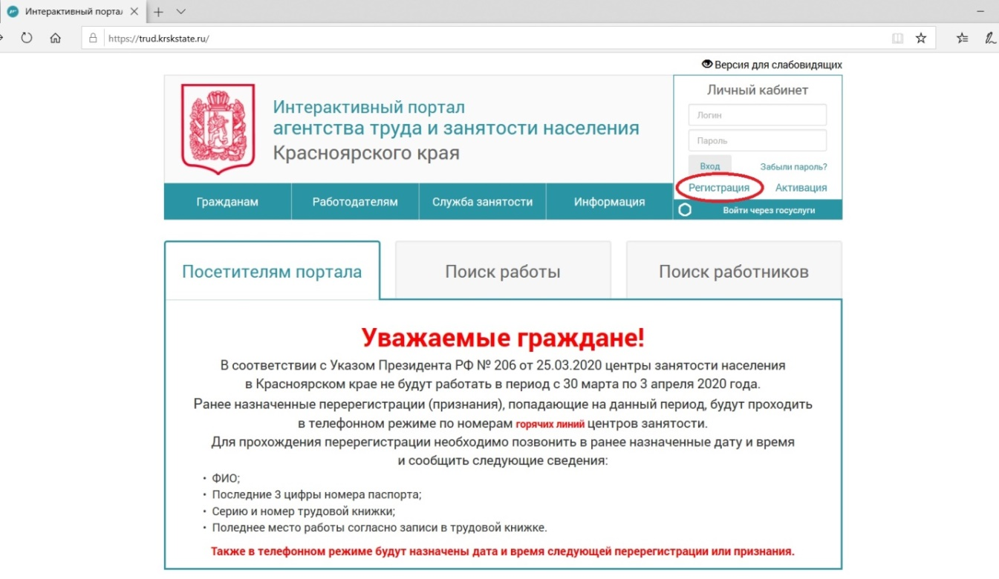 Интерактивный порта
https://trud.krskstate.ru/
Версия для слабовидящих
Интерактивный портал
агентства труда и занятости населения
Красноярского края
Личный кабинет
Логин
Пароль
Вход Забыли пароль?
Регистрация Активация
Войти через госуслуги
Гражданам Работодателям Служба занятости Информация
Посетителям портала Поиск работы Поиск работников
Уважаемые граждане!
В соответствии с Указом Президента РФ № 206 от 25.03.2020 центры занятости населения
в Красноярском крае не будут работать в период с 30 марта по 3 апреля 2020 года.
Ранее назначенные перерегистрации (признания), попадающие на данный период, будут проходить
в телефонном режиме по номерам горячих линий центров занятости.
Для прохождения перерегистрации необходимо позвонить в ранее назначенные дату и время
и сообщить следующие сведения:
• ФИО;
• Последние 3 цифры номера паспорта;
• Серию и номер трудовой книжки;
• Поледнее место работы согласно записи в трудовой книжке.
Также в телефонном режиме будут назначены дата и время следующей перерегистрации или признания.